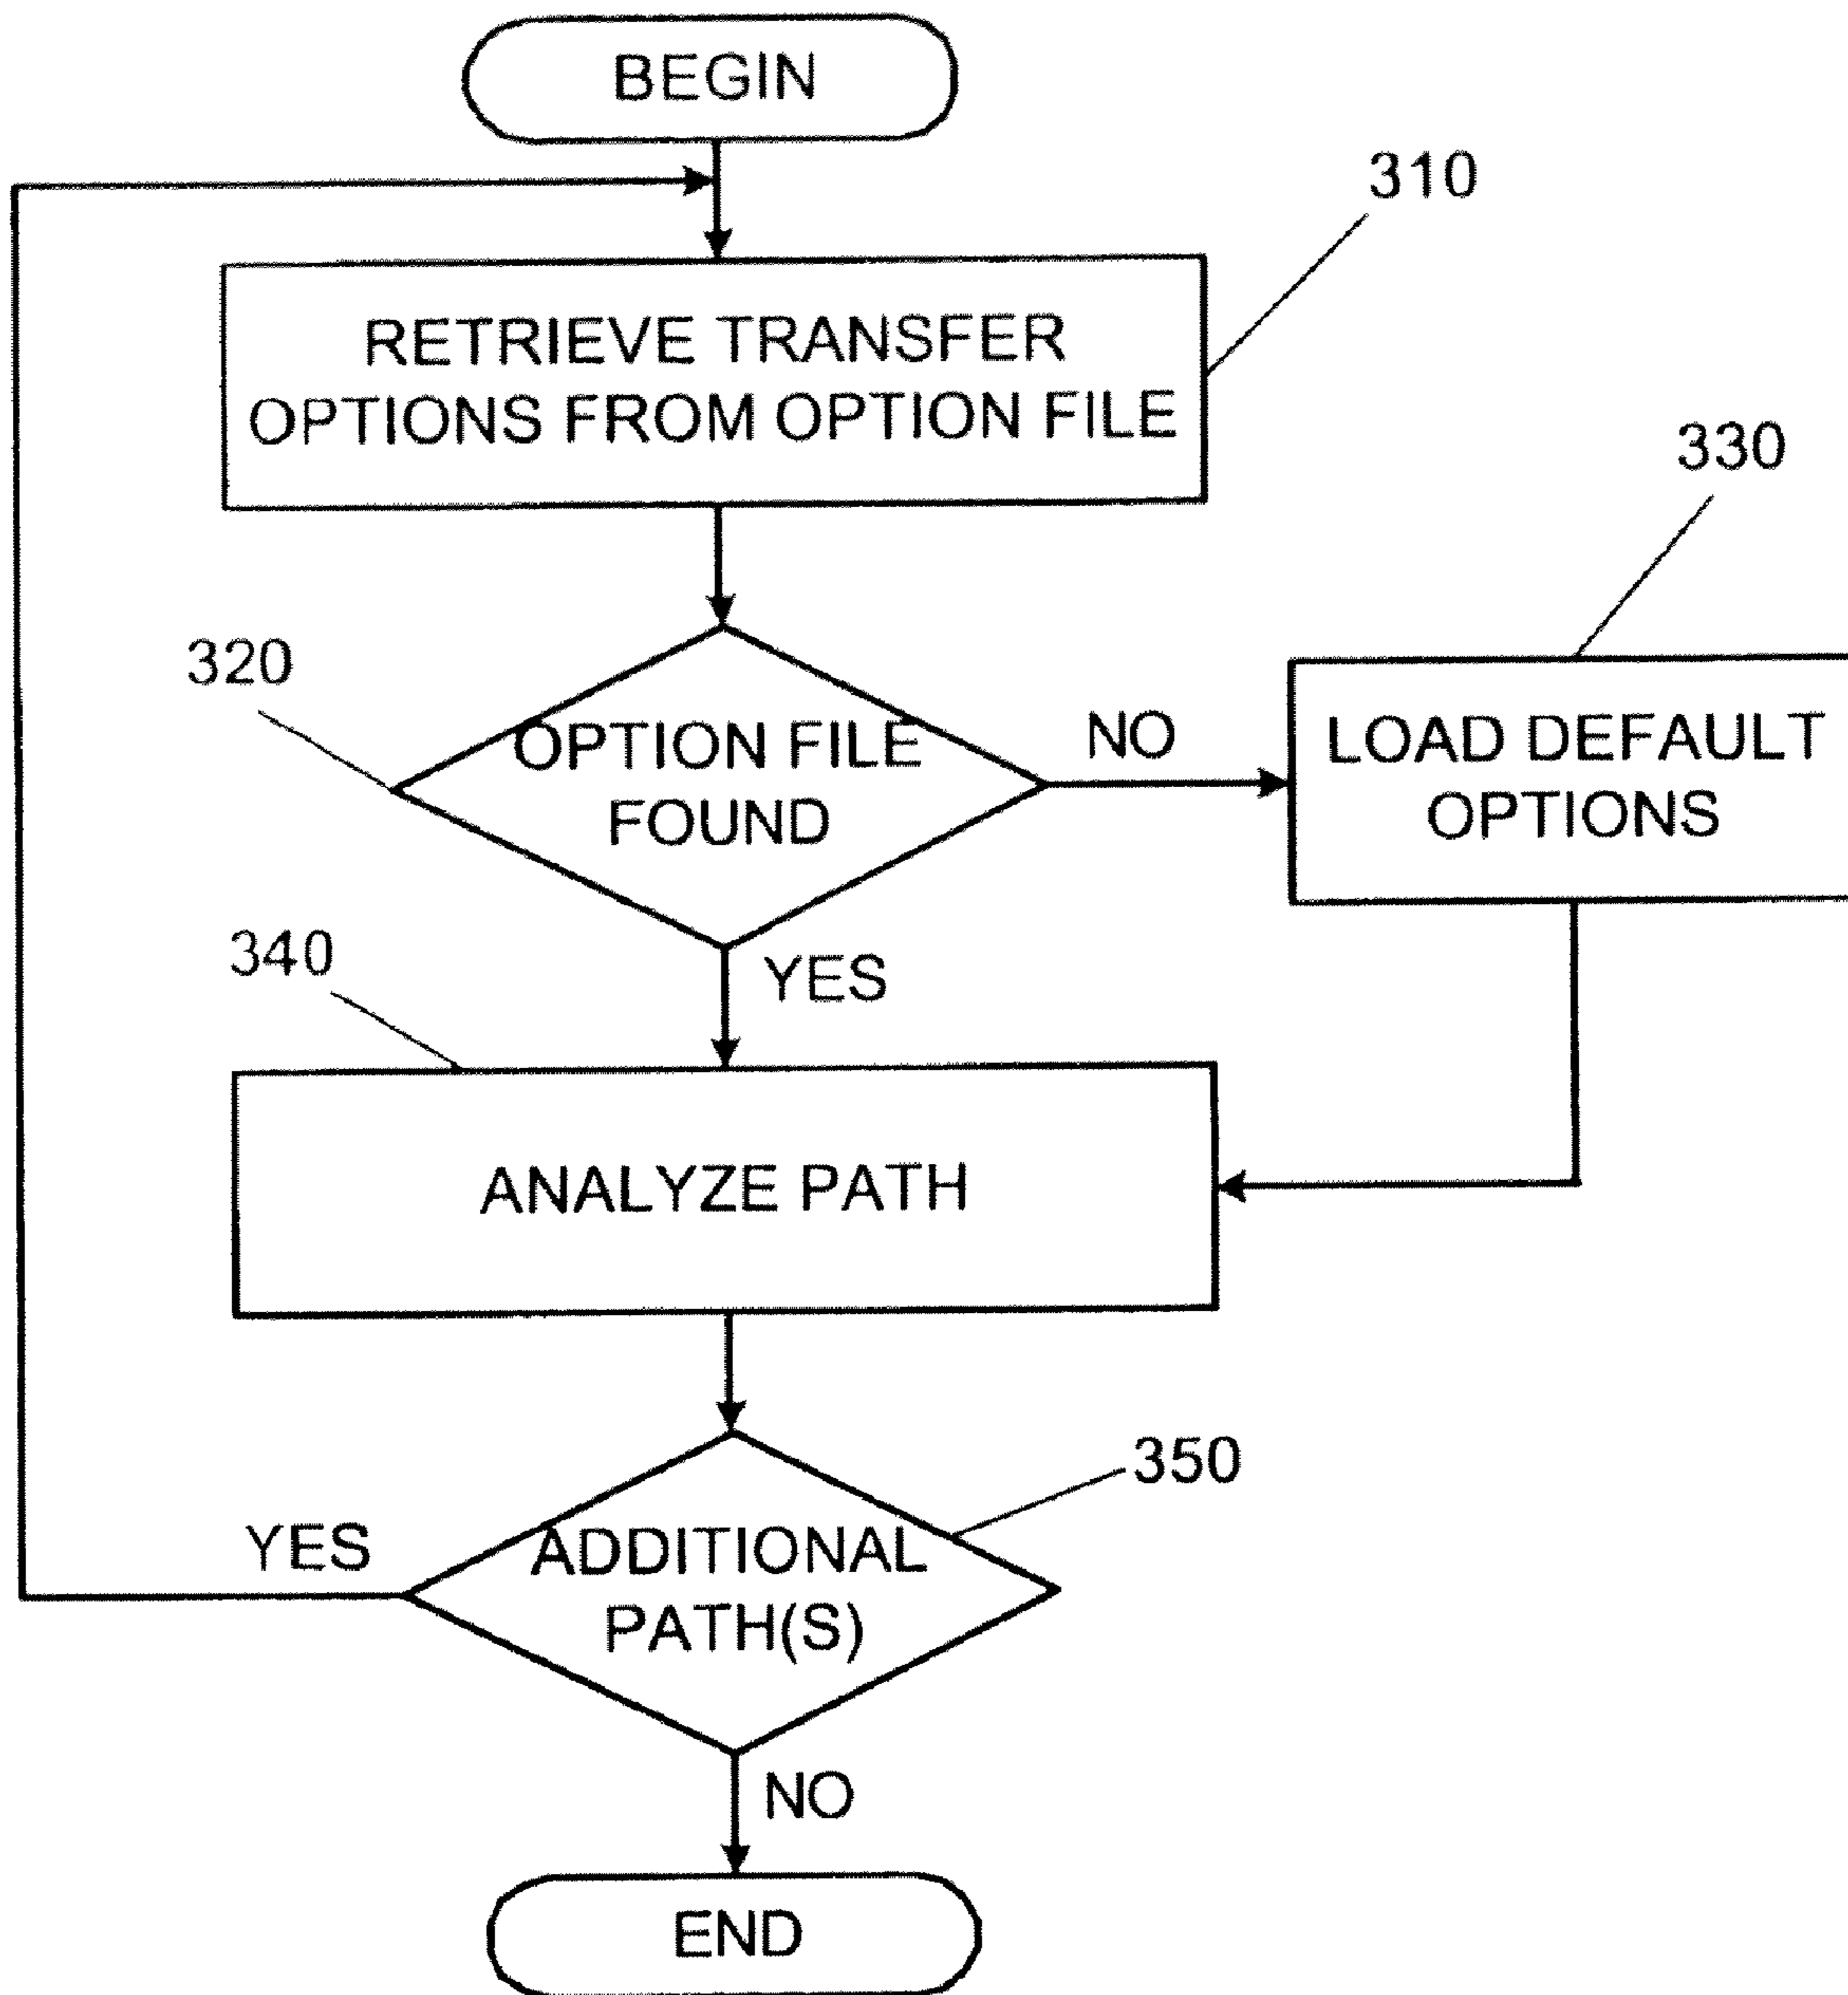 BEGIN
310
RETRIEVE TRANSFER
OPTIONS FROM OPTION FILE
330
320
OPTION FILE
FOUND
NO
LOAD DEFAULT
OPTIONS
YES
340
ANALYZE PATH
350
YES
ADDITIONAL
PATH(S)
NO
END